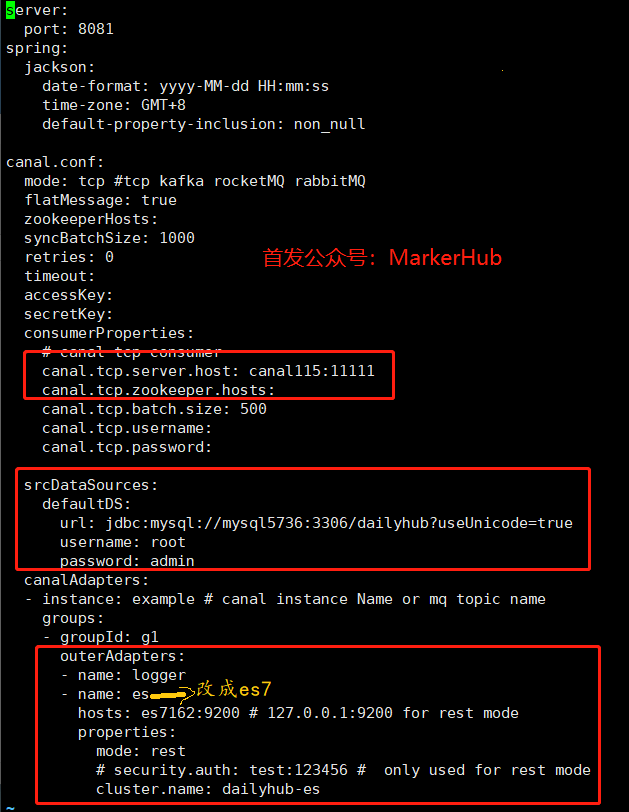 server:
  port: 8081
spring:
  jackson:
    date-format: yyyy-MM-dd HH:mm:ss
    time-zone: GMT+8
    default-property-inclusion: non_null

canal.conf:
  mode: tcp #tcp kafka rocketMQ rabbitMQ
  flatMessage: true
  zookeeperHosts:
  syncBatchSize: 1000
  retries: 0
首发公众号：MarkerHub
  timeout:
  accessKey:
  secretKey:
  consumerProperties:
    # canal tcp consumer
    canal.tcp.server.host: canal115:11111
    canal.tcp.zookeeper.hosts:
    canal.tcp.batch.size: 500
    canal.tcp.username:
    canal.tcp.password:

  srcDataSources:
    defaultDS:
      url: jdbc:mysql://mysql5736:3306/dailyhub?useUnicode=true
      username: root
      password: admin
  canalAdapters:
  - instance: example # canal instance Name or mq topic name
    groups:
    - groupId: g1
      outerAdapters:
      - name: logger
      - name: es 改成es7
        hosts: es7162:9200 # 127.0.0.1:9200 for rest mode
        properties:
          mode: rest
          # security.auth: test:123456 #  only used for rest mode
          cluster.name: dailyhub-es
~